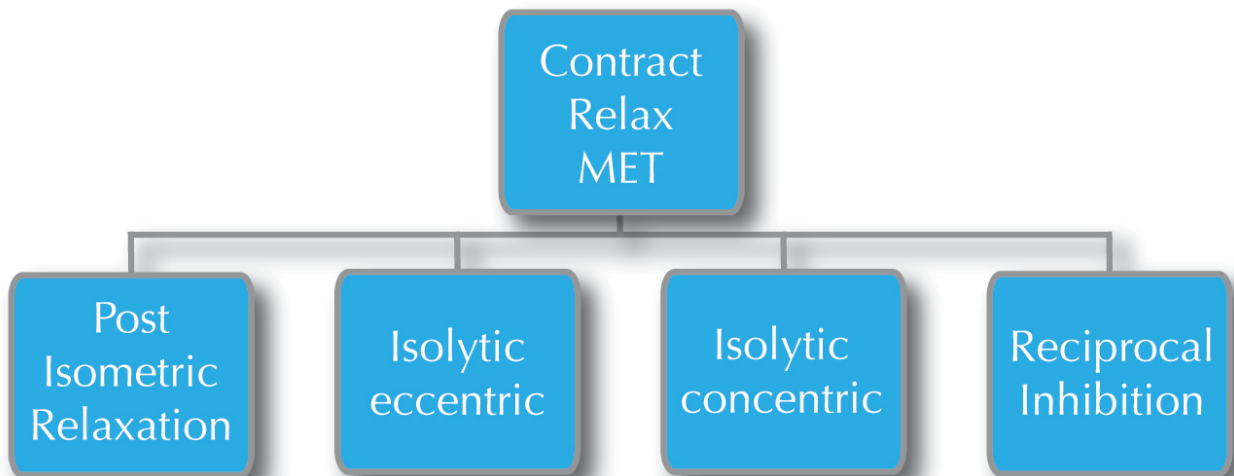 Contract
Relax
MET
Post
Isometric
Relaxation
Isolytic
eccentric
Isolytic
concentric
Reciprocal
Inhibition